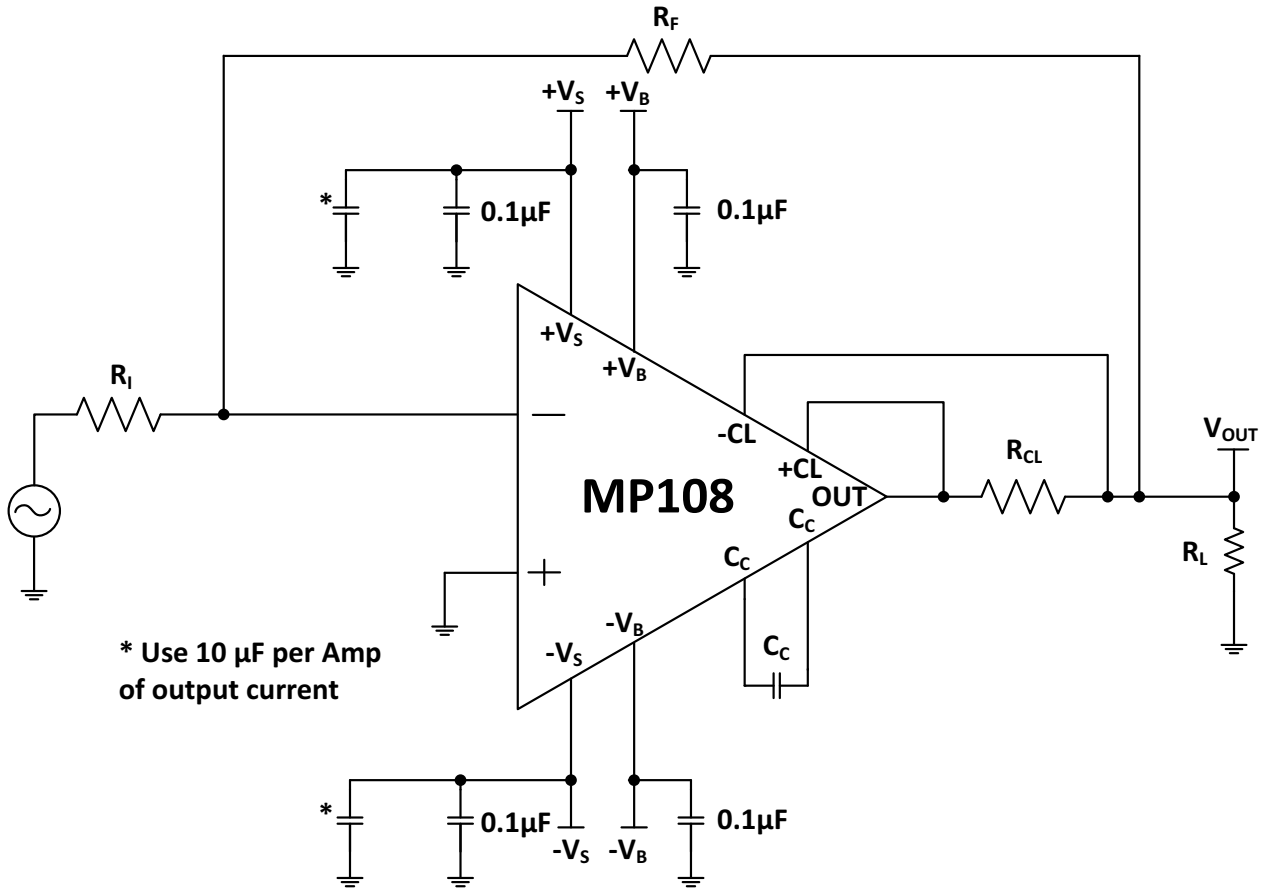 R_F
+V_S +V_B
* 0.1µF 0.1µF
+V_S
+V_B
R_I
-CL
+CL
R_CL
V_OUT
MP108
OUT
C_C
C_C
R_L
-V_B
-V_S
C_C
* Use 10 µF per Amp
of output current
* 0.1µF 0.1µF
-V_S -V_B